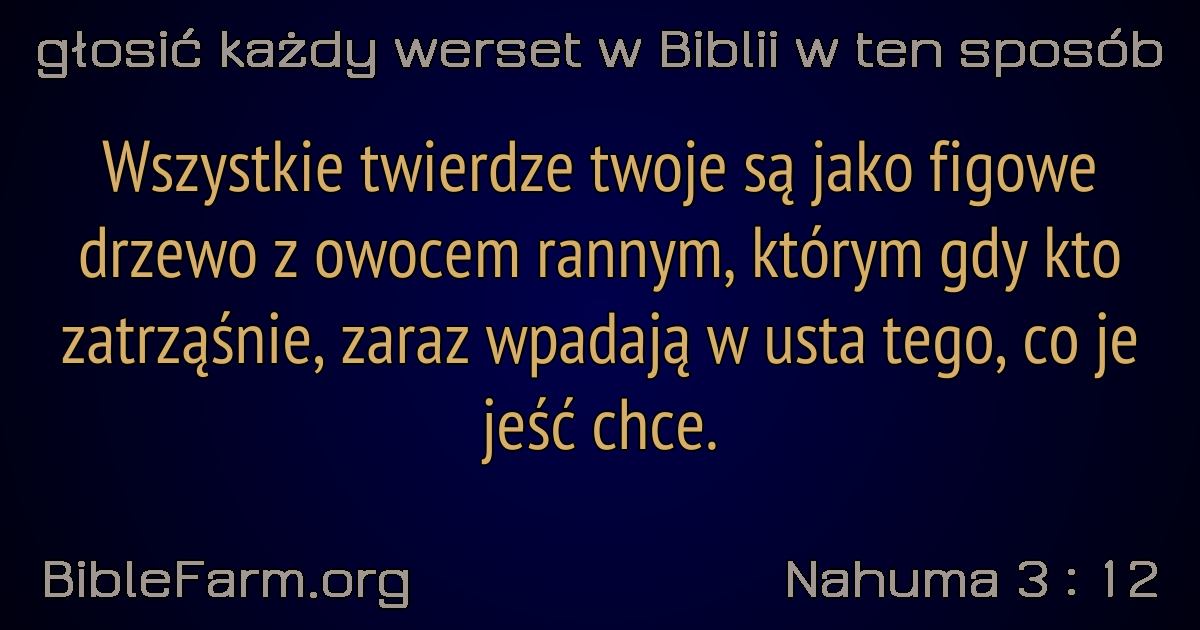 głosić każdy werset w Biblii w ten sposób
Wszystkie twierdze twoje są jako figowe
drzewo z owocem rannym, którym gdy kto
zatrząśnie, zaraz wpadają w usta tego, co je
jeść chce.
BibleFarm.org
Nahuma 3 : 12